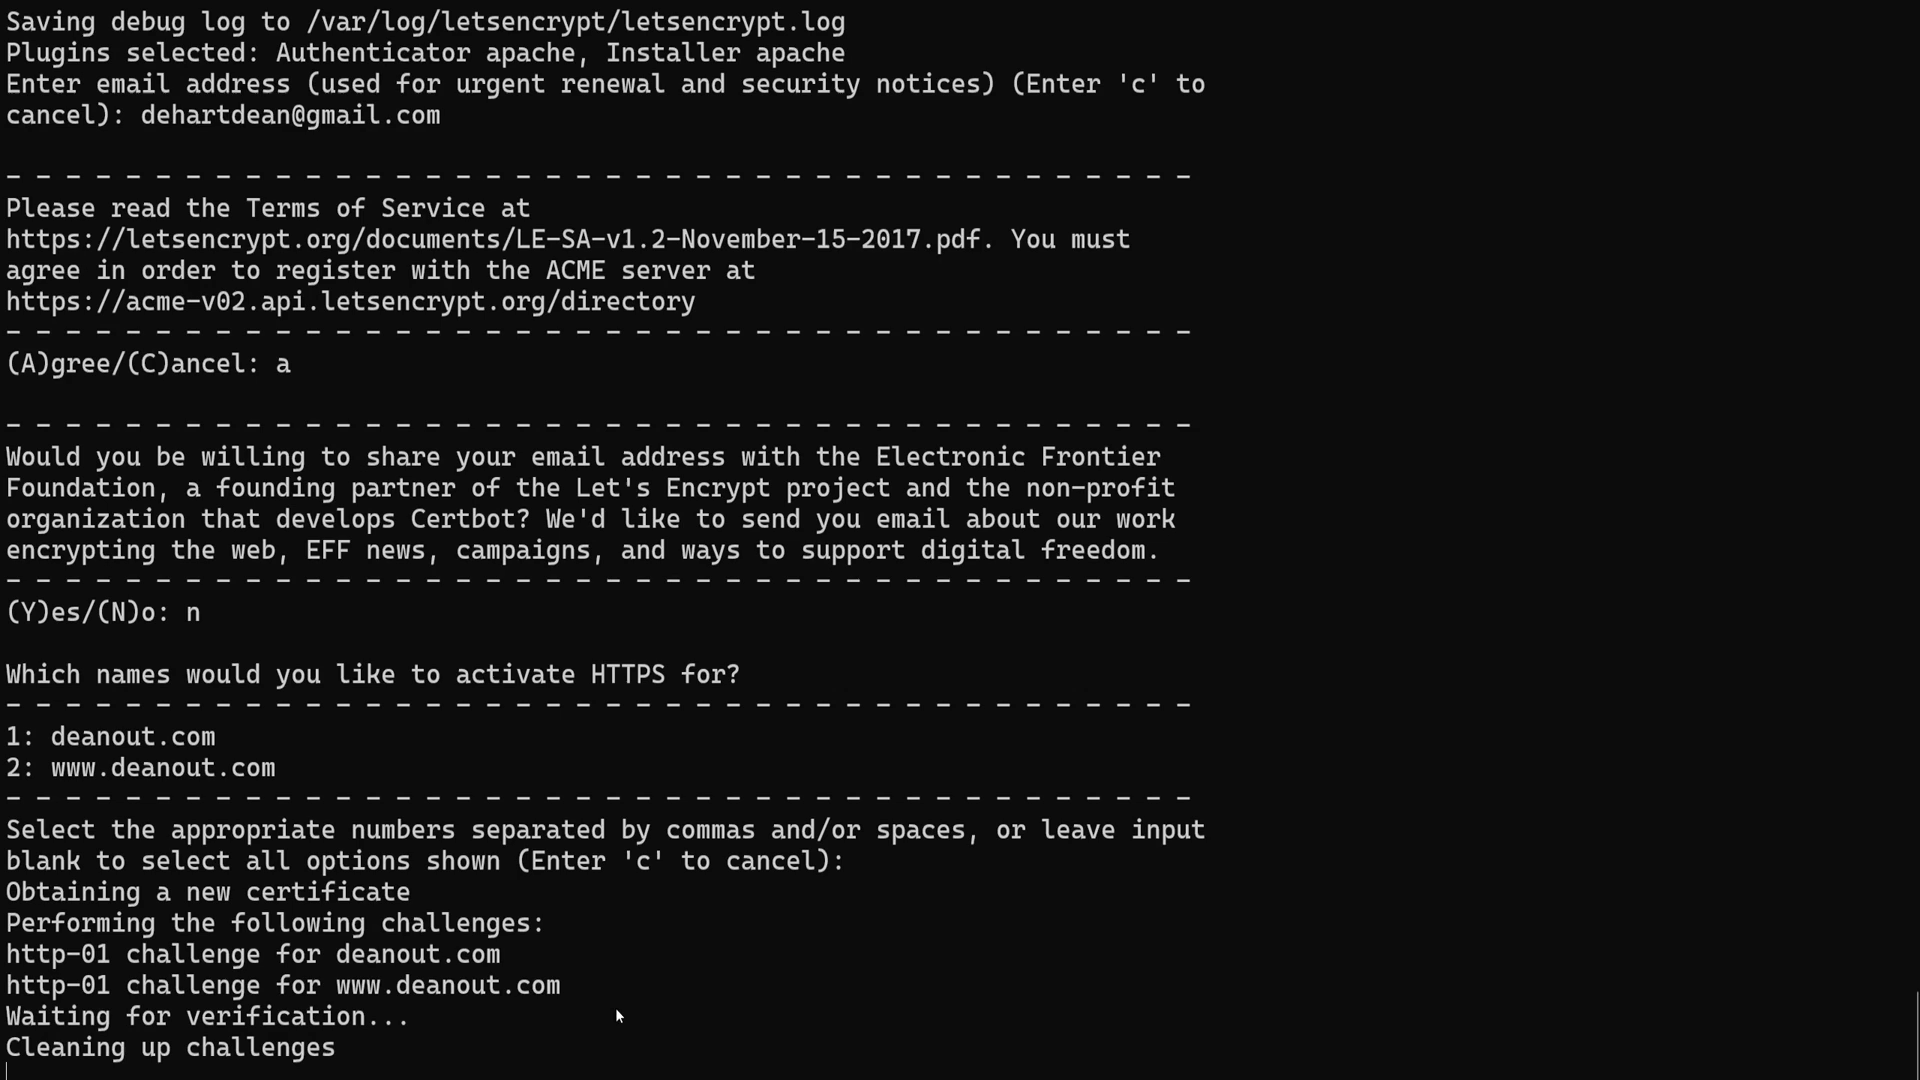 Saving debug log to /var/log/letsencrypt/letsencrypt.log
Plugins selected: Authenticator apache, Installer apache
Enter email address (used for urgent renewal and security notices) (Enter 'c' to
cancel): dehartdean@gmail.com
- - - - - - - - - - - - - - - - - - - - - - - - - - - - - - - - - - - - - - - -
Please read the Terms of Service at
https://letsencrypt.org/documents/LE-SA-v1.2-November-15-2017.pdf. You must
agree in order to register with the ACME server at
https://acme-v02.api.letsencrypt.org/directory
- - - - - - - - - - - - - - - - - - - - - - - - - - - - - - - - - - - - - - - -
(A)gree/(C)ancel: a
- - - - - - - - - - - - - - - - - - - - - - - - - - - - - - - - - - - - - - - -
Would you be willing to share your email address with the Electronic Frontier
Foundation, a founding partner of the Let's Encrypt project and the non-profit
organization that develops Certbot? We'd like to send you email about our work
encrypting the web, EFF news, campaigns, and ways to support digital freedom.
- - - - - - - - - - - - - - - - - - - - - - - - - - - - - - - - - - - - - - - -
(Y)es/(N)o: n
Which names would you like to activate HTTPS for?
- - - - - - - - - - - - - - - - - - - - - - - - - - - - - - - - - - - - - - - -
1: deanout.com
2: www.deanout.com
- - - - - - - - - - - - - - - - - - - - - - - - - - - - - - - - - - - - - - - -
Select the appropriate numbers separated by commas and/or spaces, or leave input
blank to select all options shown (Enter 'c' to cancel):
Obtaining a new certificate
Performing the following challenges:
http-01 challenge for deanout.com
http-01 challenge for www.deanout.com
Waiting for verification...
Cleaning up challenges